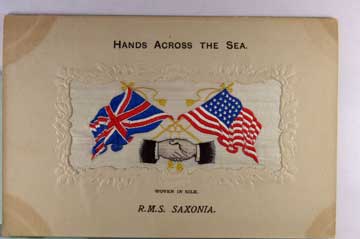 HANDS ACROSS THE SEA.
WOVEN IN SILK.
R.M.S. SAXONIA.